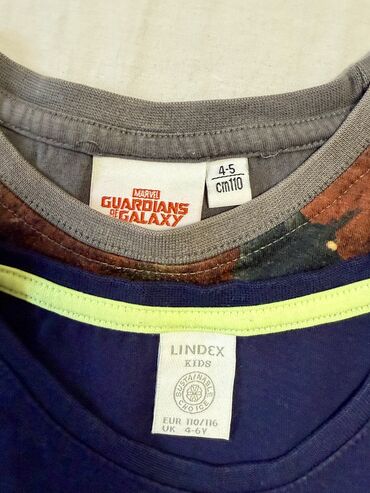 MARVEL
GUARDIANS
OF THE GALAXY
4-5
cm110
LINDEX
KIDS
SUSTAINABLE
CHOICE
EUR 110/116
UK 4-6Y